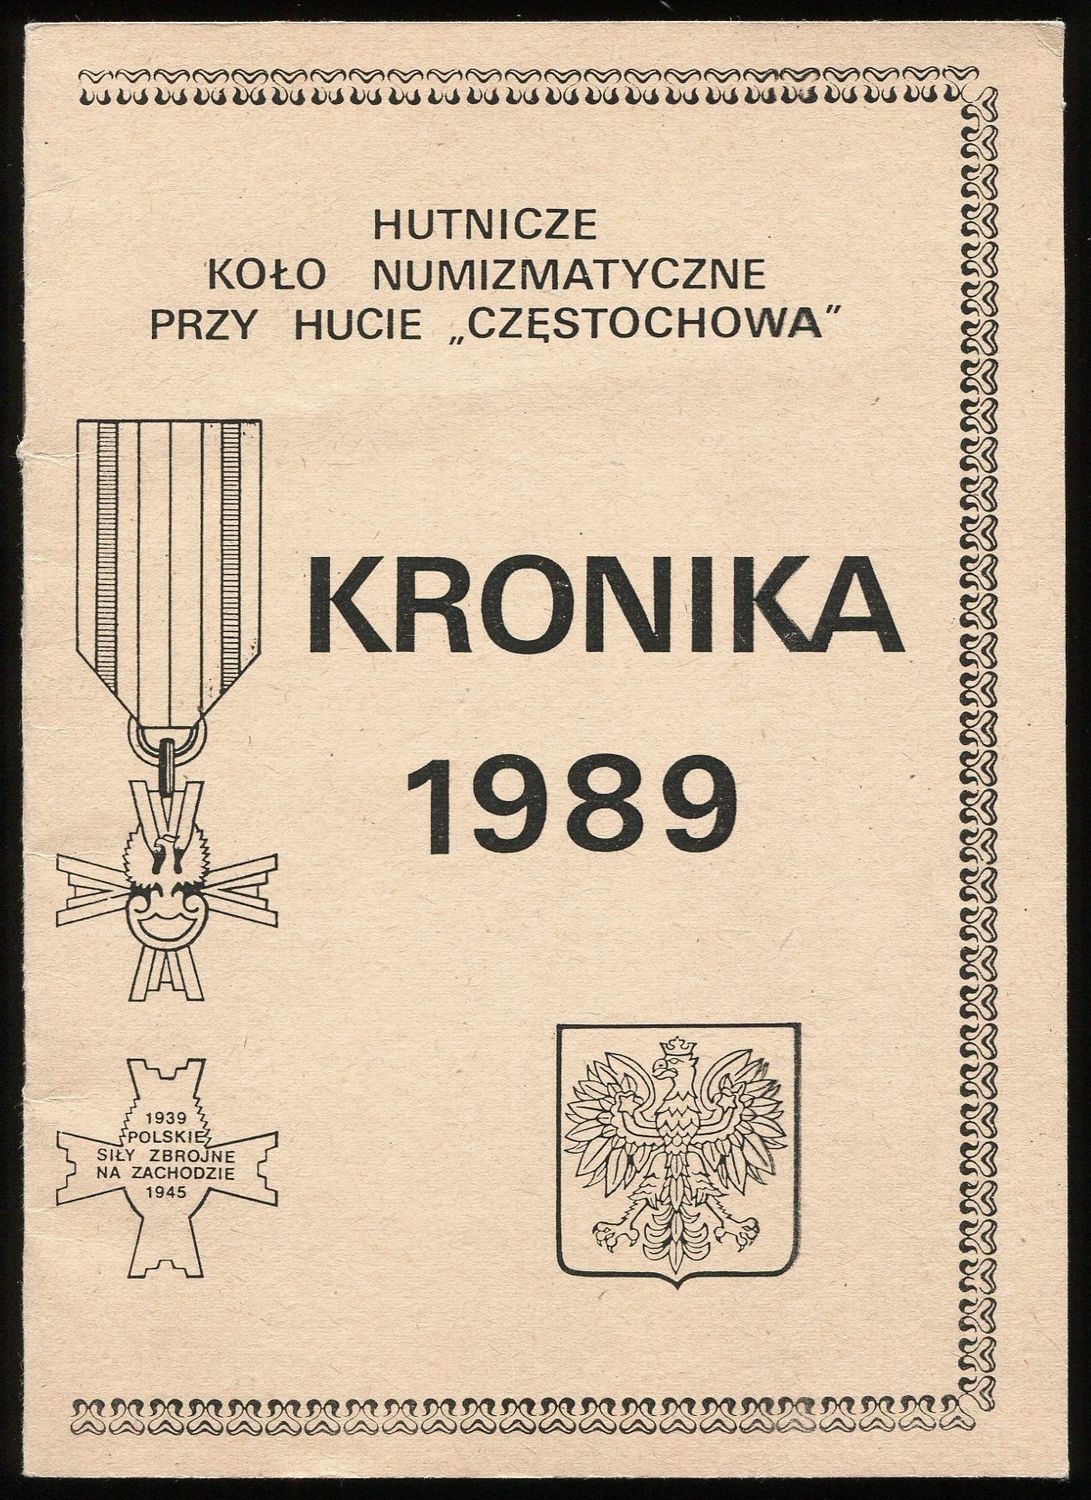 HUTNICZE
KOŁO NUMIZMATYCZNE
PRZY HUCIE „CZĘSTOCHOWA”
KRONIKA
1989
1939
POLSKIE
SIŁY ZBROJNE
NA ZACHODZIE
1945